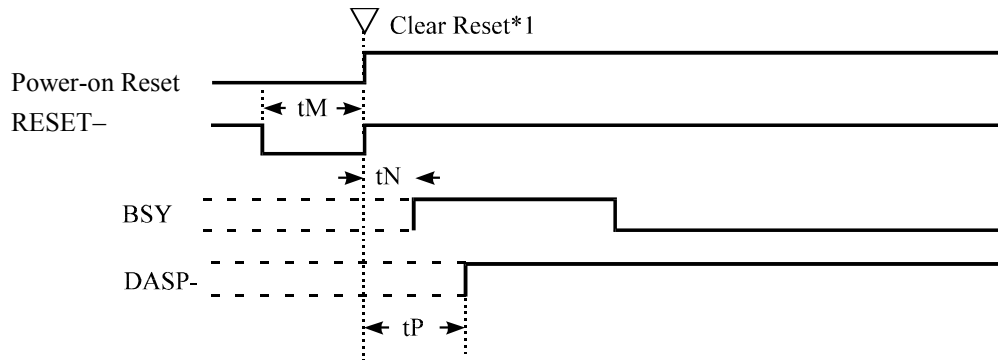 Clear Reset*1
Power-on Reset
tM
RESET–
tN
BSY
DASP-
tP